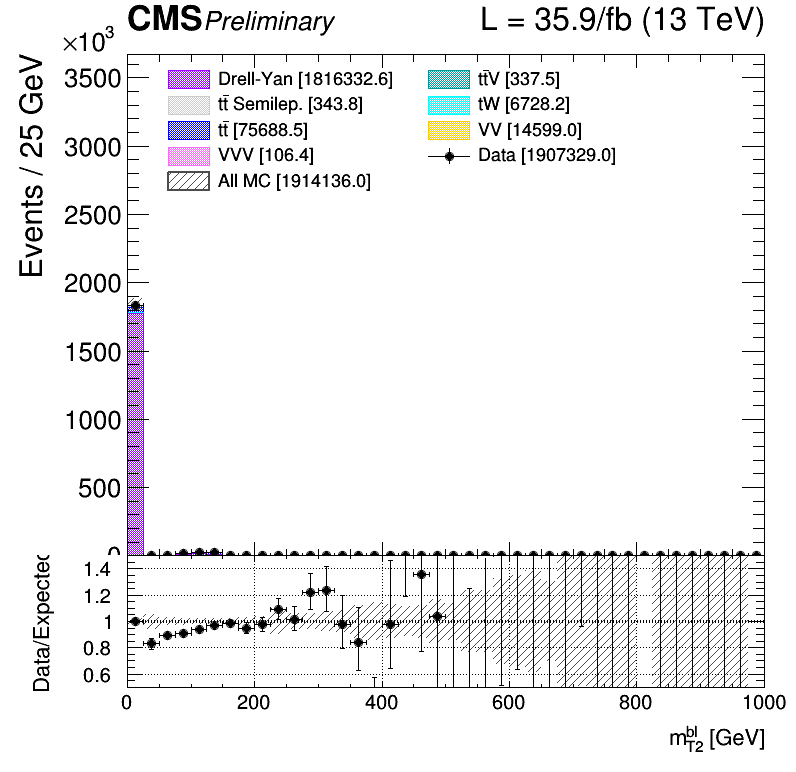 CMS Preliminary L = 35.9/fb (13 TeV)
×10³
Events / 25 GeV
3500
3000
2500
2000
1500
1000
500
0
Drell-Yan [1816332.6]
tt̄ Semilep. [343.8]
tt̄ [75688.5]
VVV [106.4]
All MC [1914136.0]
tt̄V [337.5]
tW [6728.2]
VV [14599.0]
Data [1907329.0]
Data/Expected
1.4
1.2
1
0.8
0.6
0 200 400 600 800 1000
m_T2^bl [GeV]